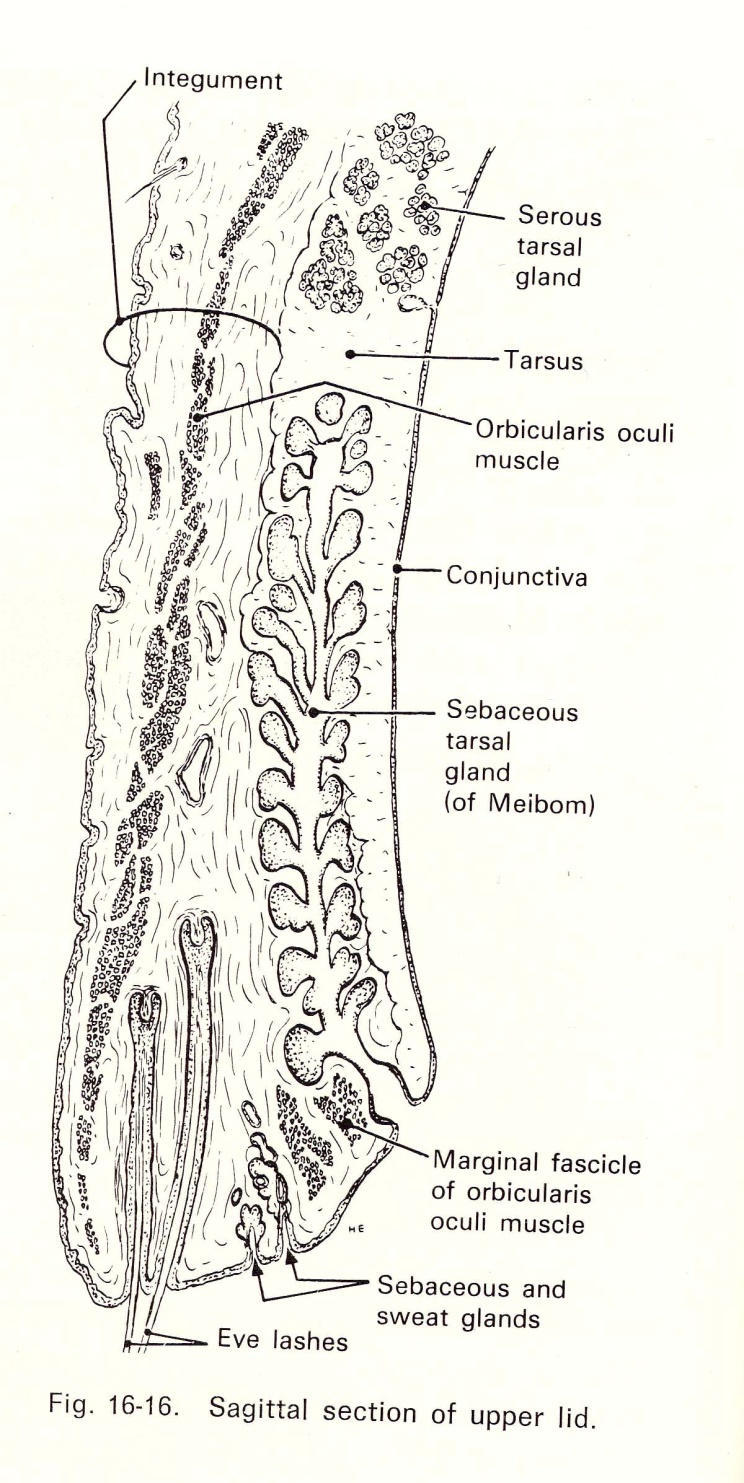 Integument
Serous
tarsal
gland
Tarsus
Orbicularis oculi
muscle
Conjunctiva
Sebaceous
tarsal
gland
(of Meibom)
Marginal fascicle
of orbicularis
oculi muscle
HE
Sebaceous and
sweat glands
Eye lashes
Fig. 16-16. Sagittal section of upper lid.